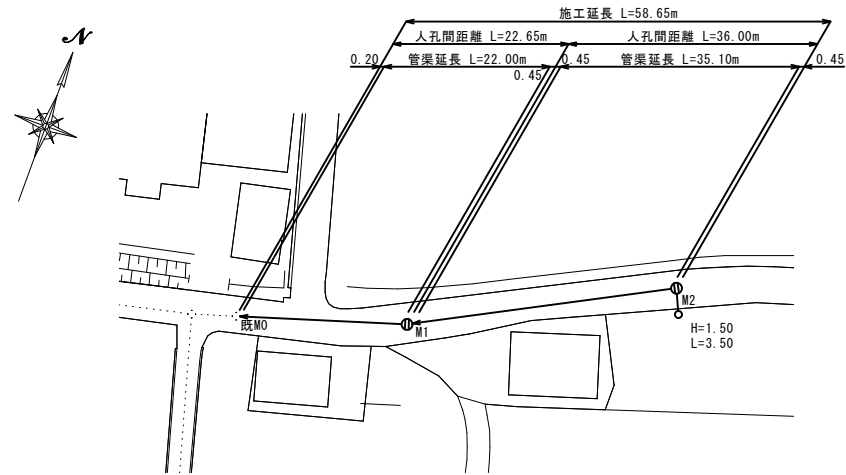 施工延長 L=58.65m
N
人孔間距離 L=22.65m 人孔間距離 L=36.00m
0.20 管渠延長 L=22.00m 0.45 管渠延長 L=35.10m 0.45
0.45
M2
既M0 M1
H=1.50
L=3.50